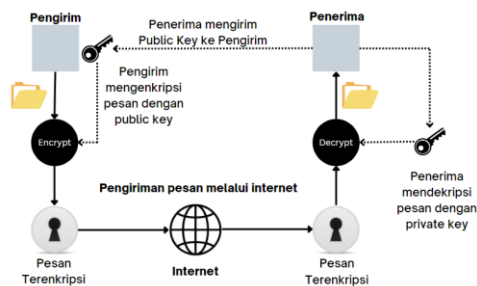 Pengirim
Penerima
Penerima mengirim
Public Key ke Pengirim
Pengirim
mengenkripsi
pesan dengan
public key
Encrypt
Decrypt
Penerima
mendekripsi
pesan dengan
private key
Pengiriman pesan melalui internet
Pesan
Terenkripsi
Internet
Pesan
Terenkripsi